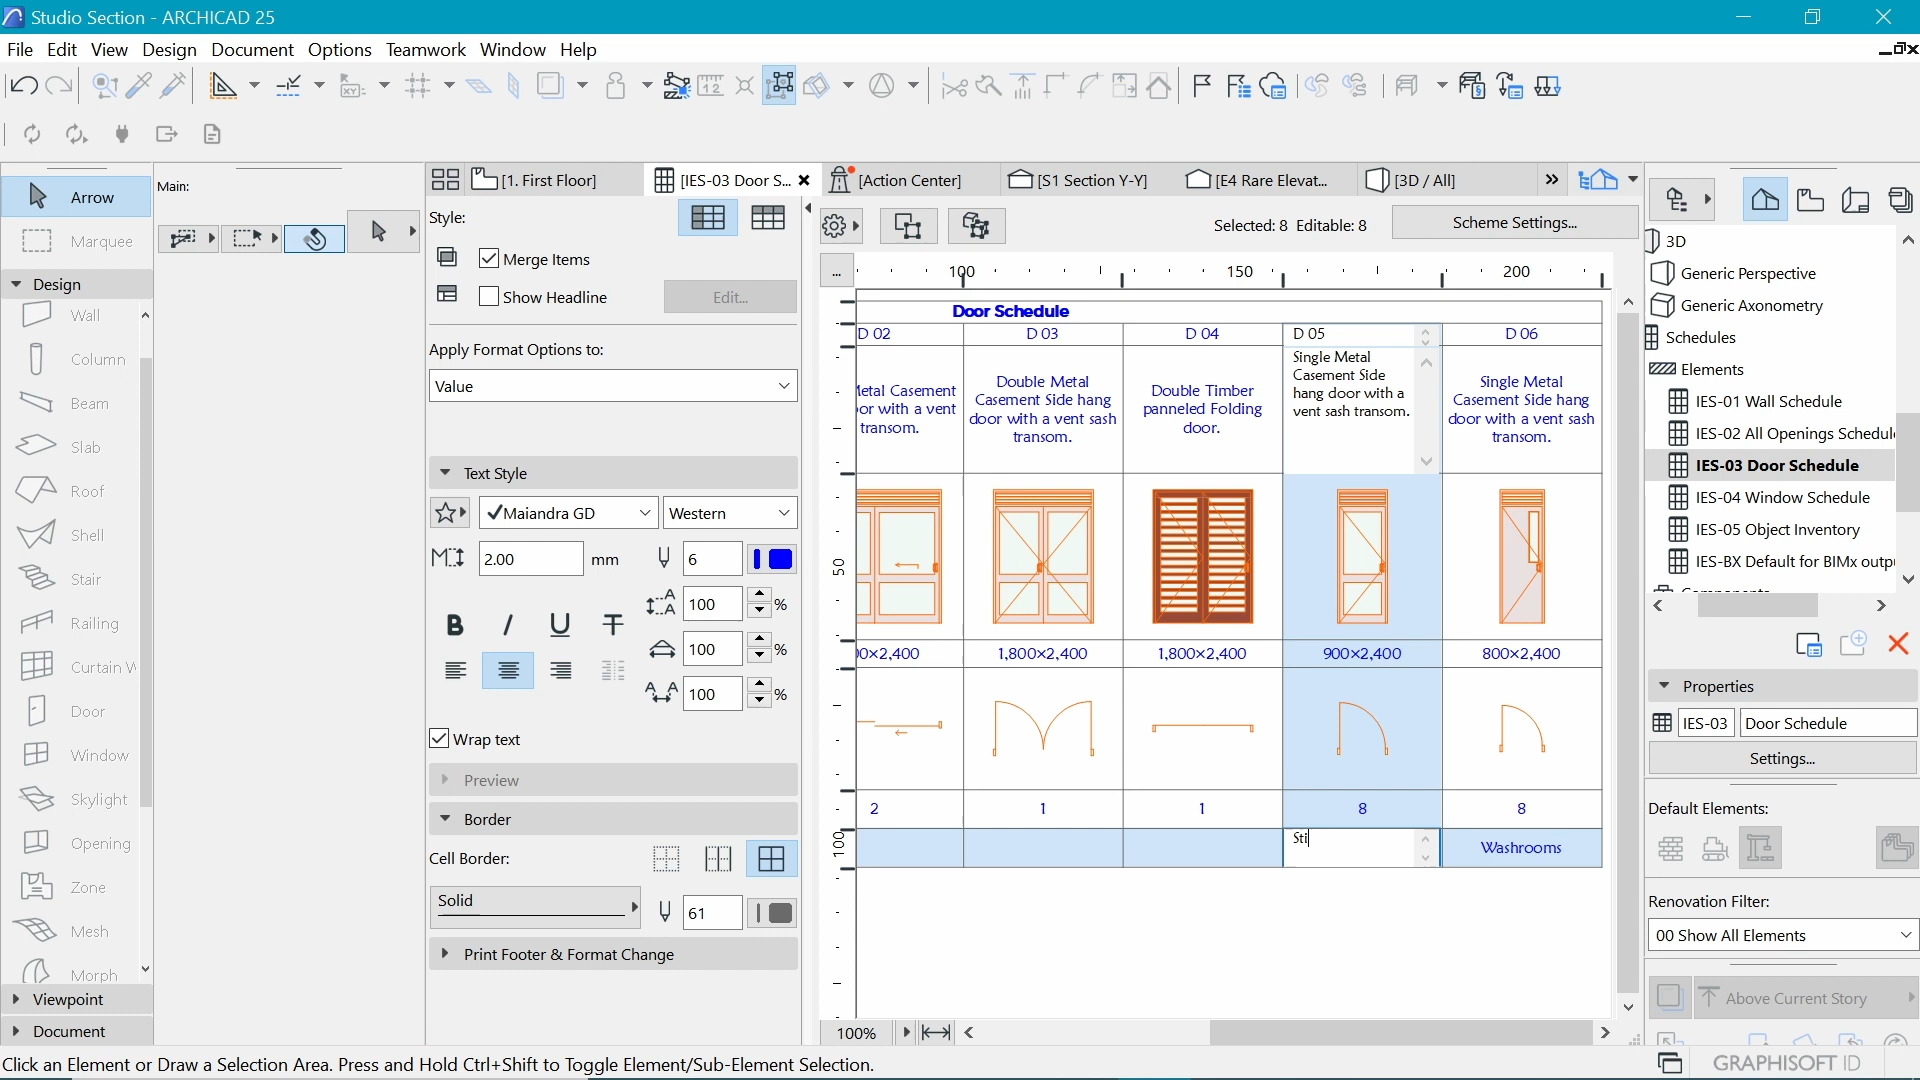 Studio Section - ARCHICAD 25
File Edit View Design Document Options Teamwork Window Help
Arrow
Marquee
Design
Wall
Column
Beam
Slab
Roof
Shell
Stair
Railing
Curtain W
Door
Window
Skylight
Opening
Zone
Mesh
Morph
Viewpoint
Document
Main:
[1. First Floor]
[IES-03 Door S...
[Action Center]
[S1 Section Y-Y]
[E4 Rare Elevat...
[3D / All]
Style:
Merge Items
Show Headline
Edit...
Apply Format Options to:
Value
Text Style
Maiandra GD
Western
2.00 mm
6
100 %
100 %
100 %
Wrap text
Preview
Border
Cell Border:
Solid
61
Print Footer & Format Change
Selected: 8 Editable: 8
Scheme Settings...
...
100 150 200
50
100
Door Schedule
D 02 D 03 D 04 D 05 D 06
etal Casement
or with a vent
transom.
Double Metal
Casement Side hang
door with a vent sash
transom.
Double Timber
panneled Folding
door.
Single Metal
Casement Side
hang door with a
vent sash transom.
Single Metal
Casement Side hang
door with a vent sash
transom.
0×2,400 1,800×2,400 1,800×2,400 900×2,400 800×2,400
2 1 1 8 8
Sti
Washrooms
100%
3D
Generic Perspective
Generic Axonometry
Schedules
Elements
IES-01 Wall Schedule
IES-02 All Openings Schedul
IES-03 Door Schedule
IES-04 Window Schedule
IES-05 Object Inventory
IES-BX Default for BIMx outp
Properties
IES-03 Door Schedule
Settings...
Default Elements:
Renovation Filter:
00 Show All Elements
Above Current Story
Click an Element or Draw a Selection Area. Press and Hold Ctrl+Shift to Toggle Element/Sub-Element Selection.
GRAPHISOFT ID